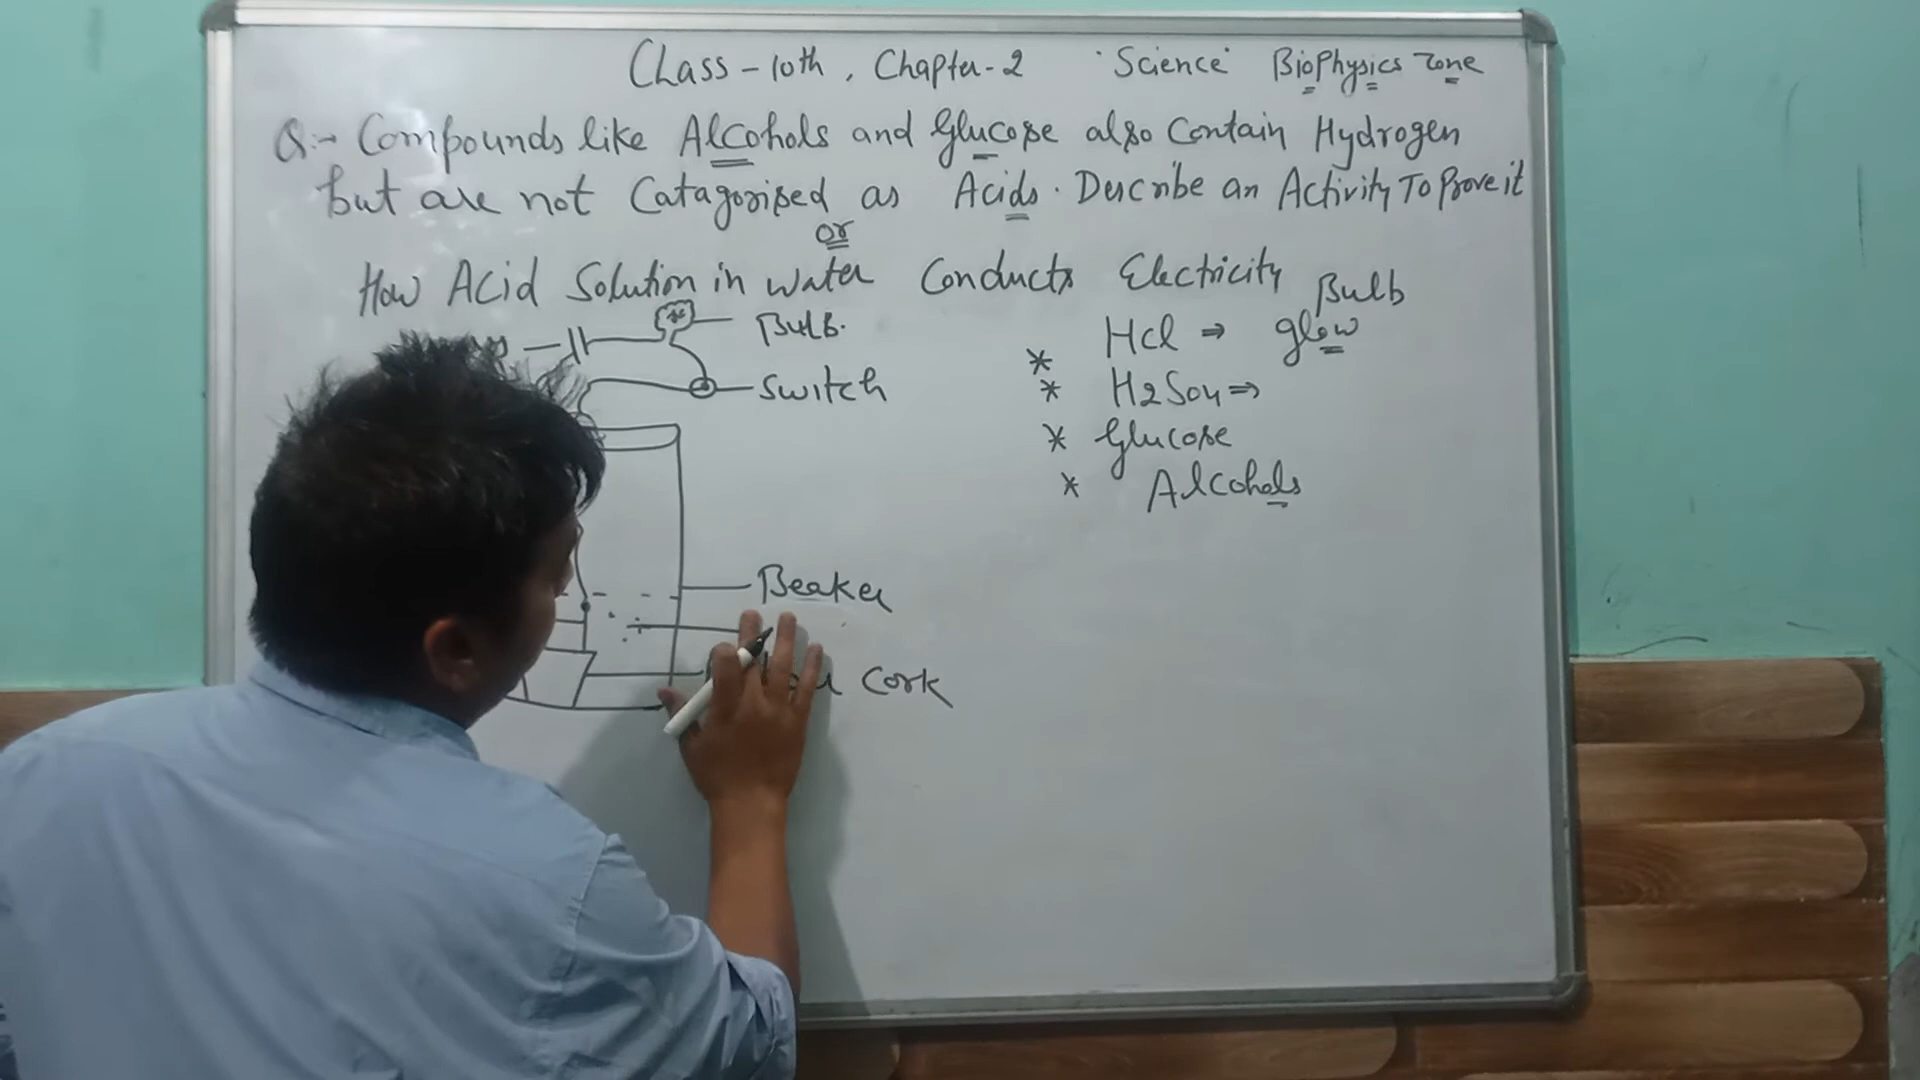 Class - 10th , Chapter - 2 'Science' BioPhysics Zone
Q:- Compounds like Alcohols and Glucose also Contain Hydrogen
but are not Catagorised as Acids. Describe an Activity To Prove it
or
How Acid Solution in Water Conducts Electricity
Bulb
Bulb.
HCl ⇒ glow
Switch
* H2SO4 ⇒
* Glucose
* Alcohols
Beaker
Cork